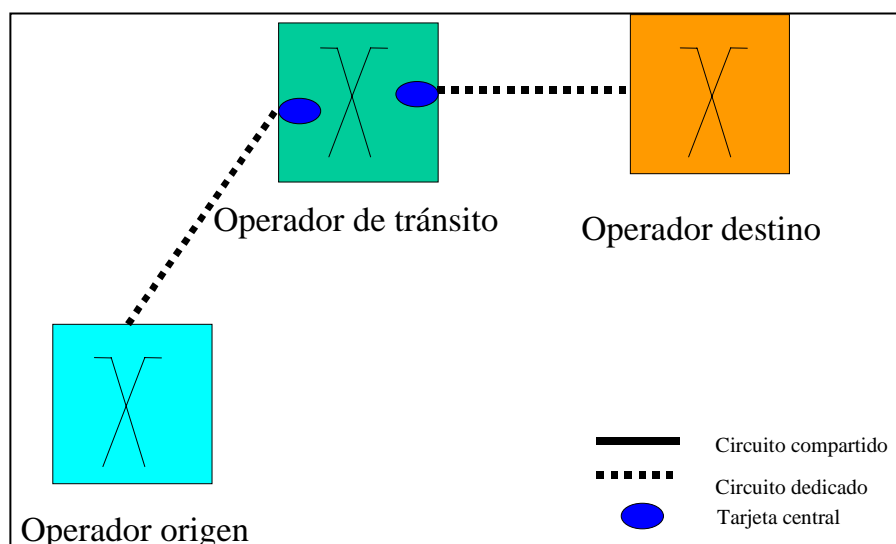 Operador de tránsito
Operador destino
Circuito compartido
Circuito dedicado
Tarjeta central
Operador origen